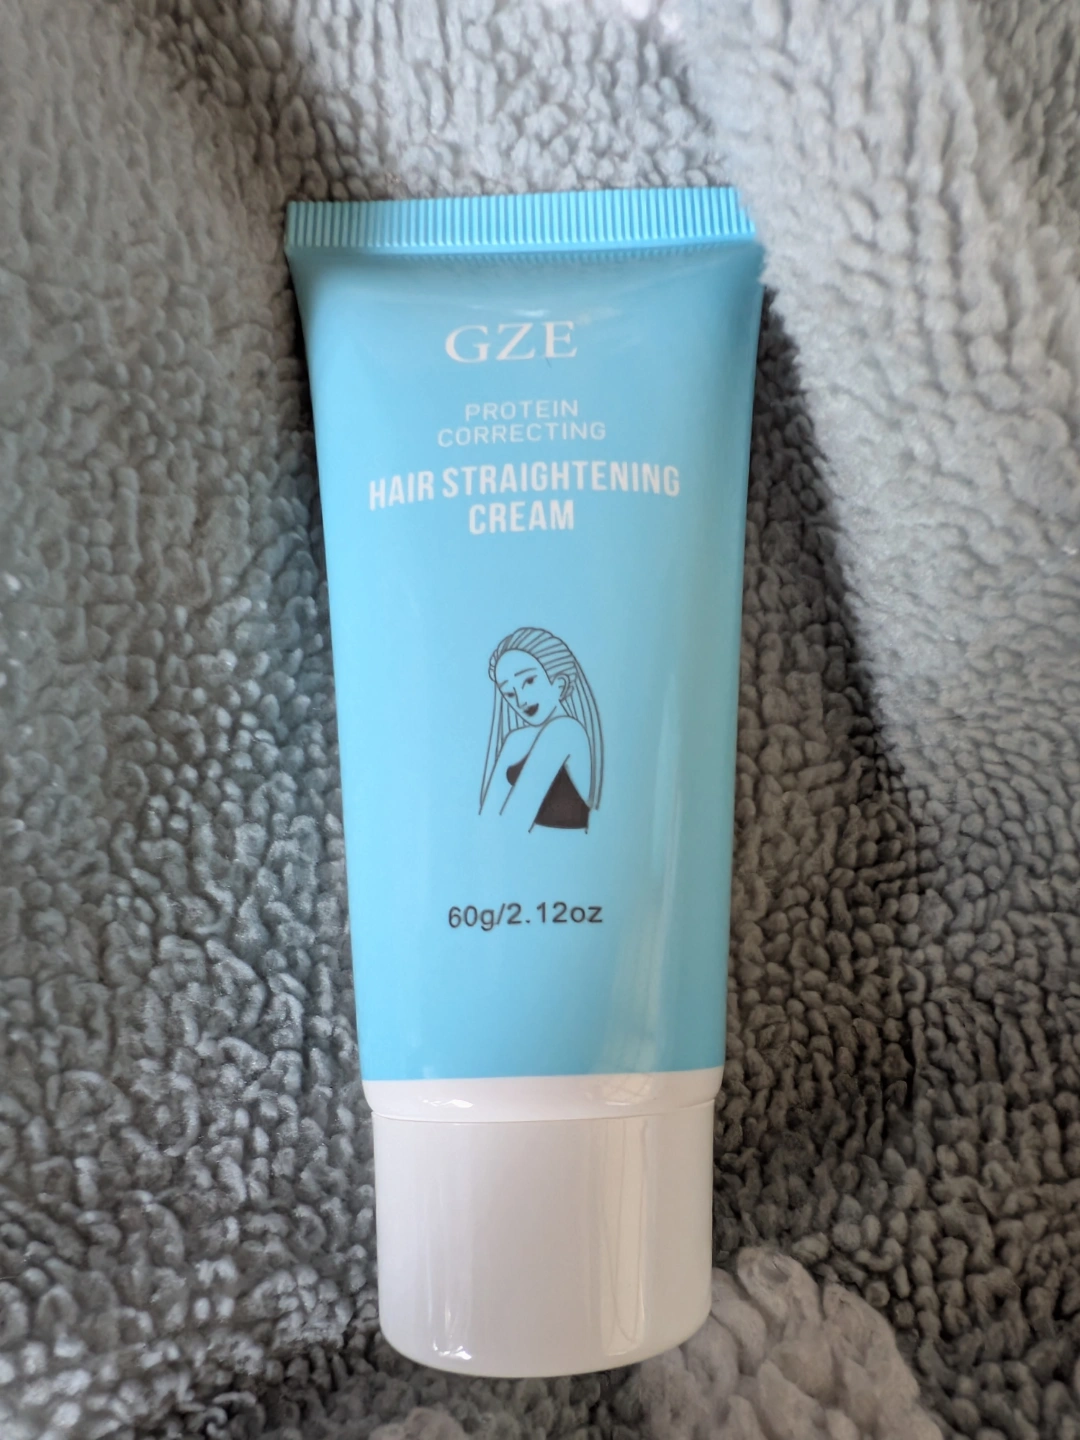 GZE
PROTEIN
CORRECTING
HAIR STRAIGHTENING
CREAM
60g/2.12oz